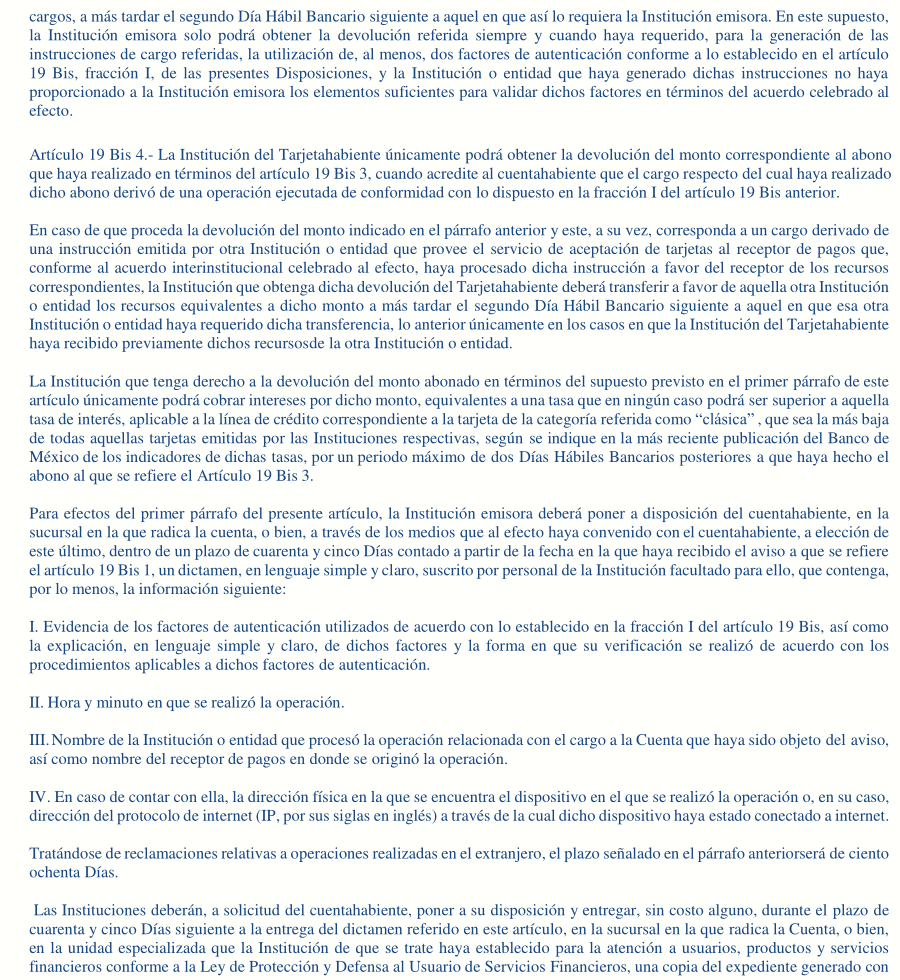 cargos, a más tardar el segundo Día Hábil Bancario siguiente a aquel en que así lo requiera la Institución emisora. En este supuesto,
la Institución emisora solo podrá obtener la devolución referida siempre y cuando haya requerido, para la generación de las
instrucciones de cargo referidas, la utilización de, al menos, dos factores de autenticación conforme a lo establecido en el artículo
19 Bis, fracción I, de las presentes Disposiciones, y la Institución o entidad que haya generado dichas instrucciones no haya
proporcionado a la Institución emisora los elementos suficientes para validar dichos factores en términos del acuerdo celebrado al
efecto.
Artículo 19 Bis 4.- La Institución del Tarjetahabiente únicamente podrá obtener la devolución del monto correspondiente al abono
que haya realizado en términos del artículo 19 Bis 3, cuando acredite al cuentahabiente que el cargo respecto del cual haya realizado
dicho abono derivó de una operación ejecutada de conformidad con lo dispuesto en la fracción I del artículo 19 Bis anterior.
En caso de que proceda la devolución del monto indicado en el párrafo anterior y este, a su vez, corresponda a un cargo derivado de
una instrucción emitida por otra Institución o entidad que provee el servicio de aceptación de tarjetas al receptor de pagos que,
conforme al acuerdo interinstitucional celebrado al efecto, haya procesado dicha instrucción a favor del receptor de los recursos
correspondientes, la Institución que obtenga dicha devolución del Tarjetahabiente deberá transferir a favor de aquella otra Institución
o entidad los recursos equivalentes a dicho monto a más tardar el segundo Día Hábil Bancario siguiente a aquel en que esa otra
Institución o entidad haya requerido dicha transferencia, lo anterior únicamente en los casos en que la Institución del Tarjetahabiente
haya recibido previamente dichos recursosde la otra Institución o entidad.
La Institución que tenga derecho a la devolución del monto abonado en términos del supuesto previsto en el primer párrafo de este
artículo únicamente podrá cobrar intereses por dicho monto, equivalentes a una tasa que en ningún caso podrá ser superior a aquella
tasa de interés, aplicable a la línea de crédito correspondiente a la tarjeta de la categoría referida como “clásica” , que sea la más baja
de todas aquellas tarjetas emitidas por las Instituciones respectivas, según se indique en la más reciente publicación del Banco de
México de los indicadores de dichas tasas, por un periodo máximo de dos Días Hábiles Bancarios posteriores a que haya hecho el
abono al que se refiere el Artículo 19 Bis 3.
Para efectos del primer párrafo del presente artículo, la Institución emisora deberá poner a disposición del cuentahabiente, en la
sucursal en la que radica la cuenta, o bien, a través de los medios que al efecto haya convenido con el cuentahabiente, a elección de
este último, dentro de un plazo de cuarenta y cinco Días contado a partir de la fecha en la que haya recibido el aviso a que se refiere
el artículo 19 Bis 1, un dictamen, en lenguaje simple y claro, suscrito por personal de la Institución facultado para ello, que contenga,
por lo menos, la información siguiente:
I. Evidencia de los factores de autenticación utilizados de acuerdo con lo establecido en la fracción I del artículo 19 Bis, así como
la explicación, en lenguaje simple y claro, de dichos factores y la forma en que su verificación se realizó de acuerdo con los
procedimientos aplicables a dichos factores de autenticación.
II. Hora y minuto en que se realizó la operación.
III. Nombre de la Institución o entidad que procesó la operación relacionada con el cargo a la Cuenta que haya sido objeto del aviso,
así como nombre del receptor de pagos en donde se originó la operación.
IV. En caso de contar con ella, la dirección física en la que se encuentra el dispositivo en el que se realizó la operación o, en su caso,
dirección del protocolo de internet (IP, por sus siglas en inglés) a través de la cual dicho dispositivo haya estado conectado a internet.
Tratándose de reclamaciones relativas a operaciones realizadas en el extranjero, el plazo señalado en el párrafo anteriorserá de ciento
ochenta Días.
Las Instituciones deberán, a solicitud del cuentahabiente, poner a su disposición y entregar, sin costo alguno, durante el plazo de
cuarenta y cinco Días siguiente a la entrega del dictamen referido en este artículo, en la sucursal en la que radica la Cuenta, o bien,
en la unidad especializada que la Institución de que se trate haya establecido para la atención a usuarios, productos y servicios
financieros conforme a la Ley de Protección y Defensa al Usuario de Servicios Financieros, una copia del expediente generado con